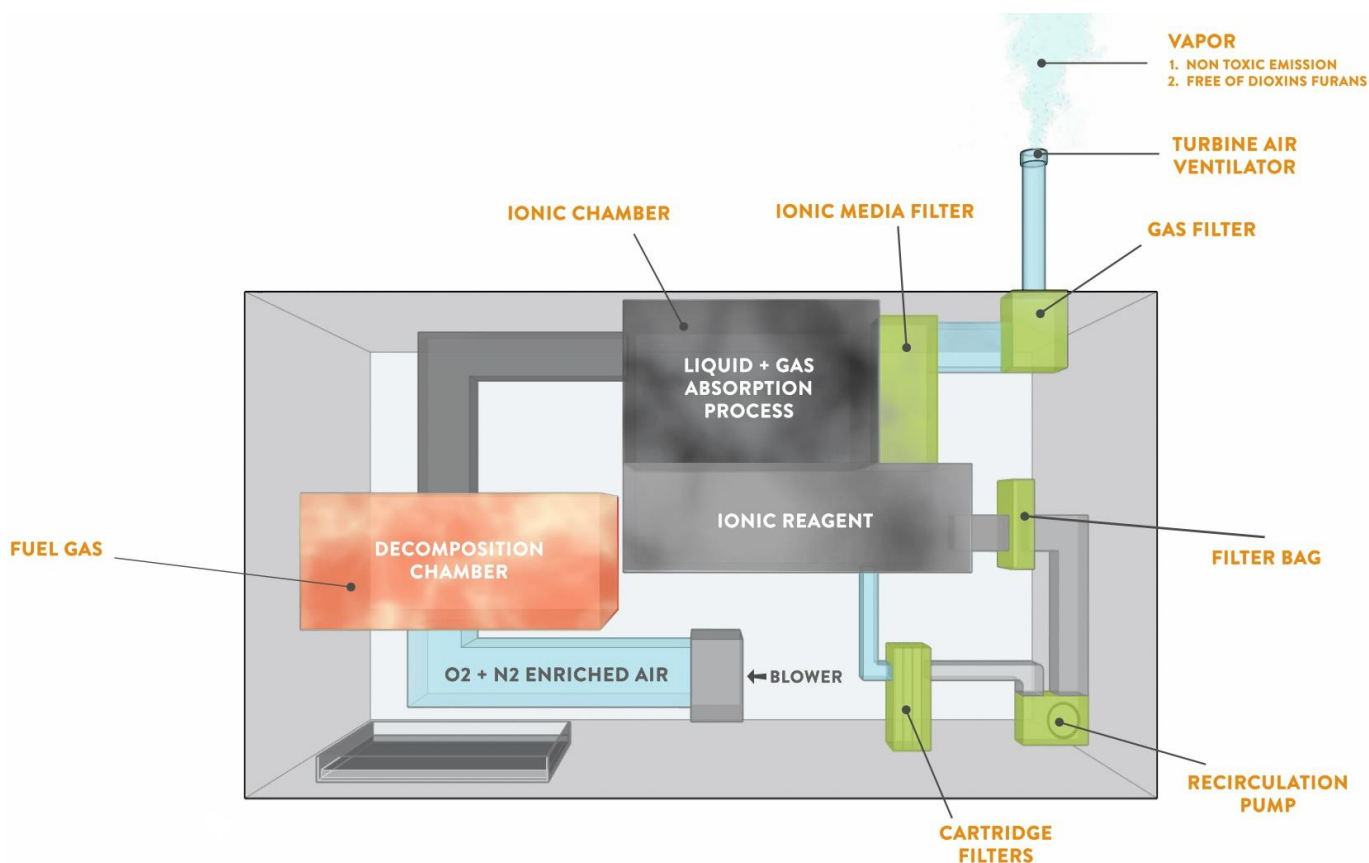 VAPOR
1. NON TOXIC EMISSION
2. FREE OF DIOXINS FURANS
TURBINE AIR
VENTILATOR
IONIC CHAMBER
IONIC MEDIA FILTER
GAS FILTER
LIQUID + GAS
ABSORPTION
PROCESS
IONIC REAGENT
DECOMPOSITION
CHAMBER
FUEL GAS
FILTER BAG
O2 + N2 ENRICHED AIR
BLOWER
RECIRCULATION
PUMP
CARTRIDGE
FILTERS